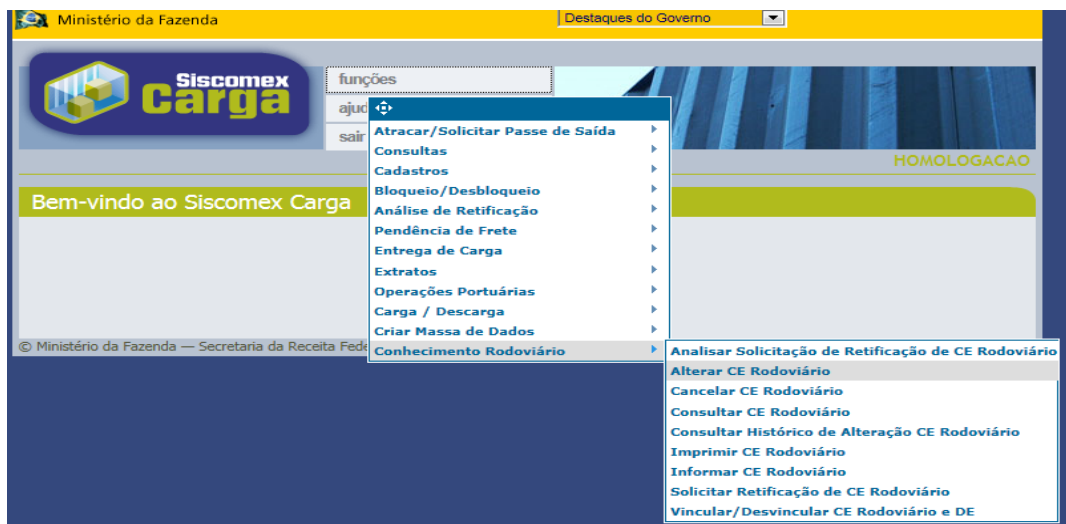 Ministério da Fazenda
Destaques do Governo
Siscomex
Carga
funções
ajud
sair
Atracar/Solicitar Passe de Saída
Consultas
Cadastros
Bloqueio/Desbloqueio
Análise de Retificação
Pendência de Frete
Entrega de Carga
Extratos
Operações Portuárias
Carga / Descarga
Criar Massa de Dados
Conhecimento Rodoviário
HOMOLOGACAO
Bem-vindo ao Siscomex Carga
© Ministério da Fazenda — Secretaria da Receita Fede
Analisar Solicitação de Retificação de CE Rodoviário
Alterar CE Rodoviário
Cancelar CE Rodoviário
Consultar CE Rodoviário
Consultar Histórico de Alteração CE Rodoviário
Imprimir CE Rodoviário
Informar CE Rodoviário
Solicitar Retificação de CE Rodoviário
Vincular/Desvincular CE Rodoviário e DE